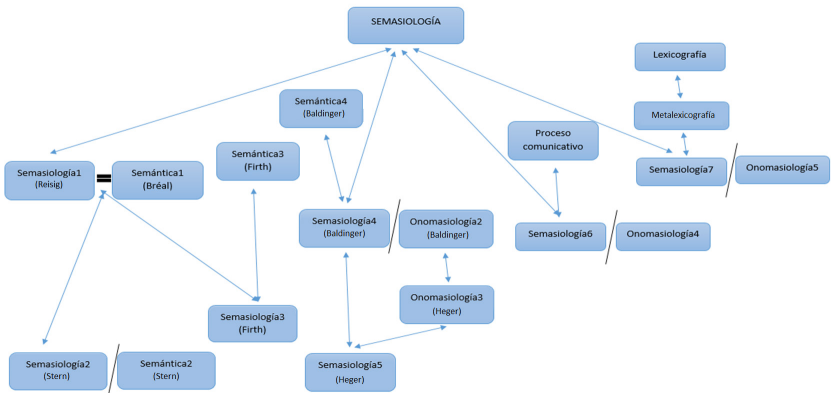 SEMASIOLOGÍA
Lexicografía
Metalexicografía
Semántica4
(Baldinger)
Proceso
comunicativo
Semántica3
(Firth)
Semasiología1
(Reisig)
=
Semántica1
(Bréal)
Semasiología7
/
Onomasiología5
Semasiología4
(Baldinger)
/
Onomasiología2
(Baldinger)
Semasiología6
/
Onomasiología4
Onomasiología3
(Heger)
Semasiología3
(Firth)
Semasiología2
(Stern)
/
Semántica2
(Stern)
Semasiología5
(Heger)